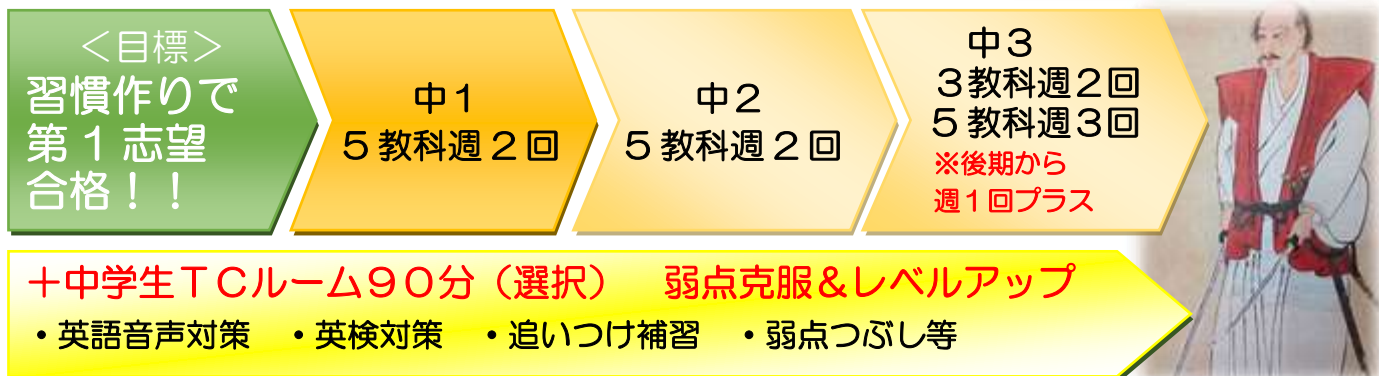 ＜目標＞
習慣作りで
第１志望
合格！！
中１
５教科週２回
中２
５教科週２回
中３
３教科週２回
５教科週３回
※後期から
週１回プラス
＋中学生ＴＣルーム９０分（選択）　弱点克服＆レベルアップ
・英語音声対策　・英検対策　・追いつけ補習　・弱点つぶし等